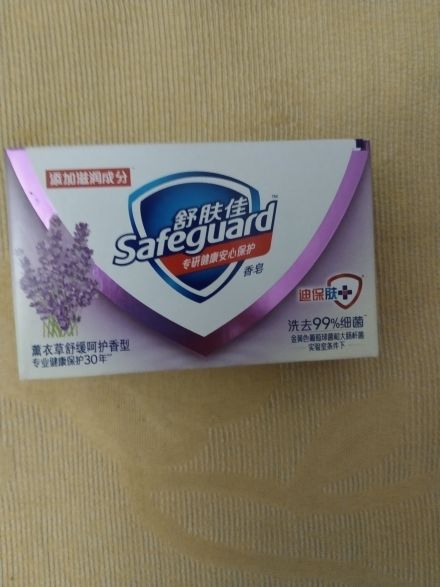 添加滋润成分
舒肤佳™
Safeguard
专研健康安心保护
香皂
迪保肤
洗去99%细菌
金黄色葡萄球菌和大肠杆菌
实验室条件下
薰衣草舒缓呵护香型
专业健康保护30年